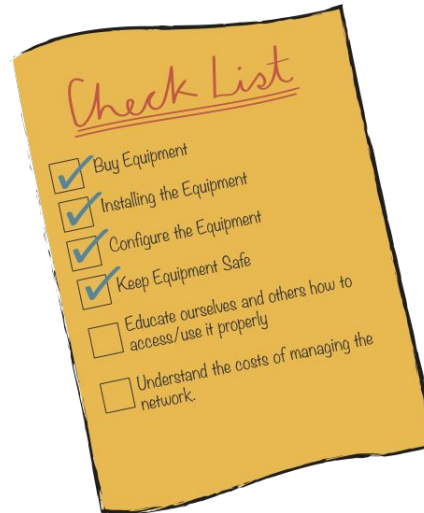 Check List
Buy Equipment
Installing the Equipment
Configure the Equipment
Keep Equipment Safe
Educate ourselves and others how to
access/use it properly
Understand the costs of managing the
network.